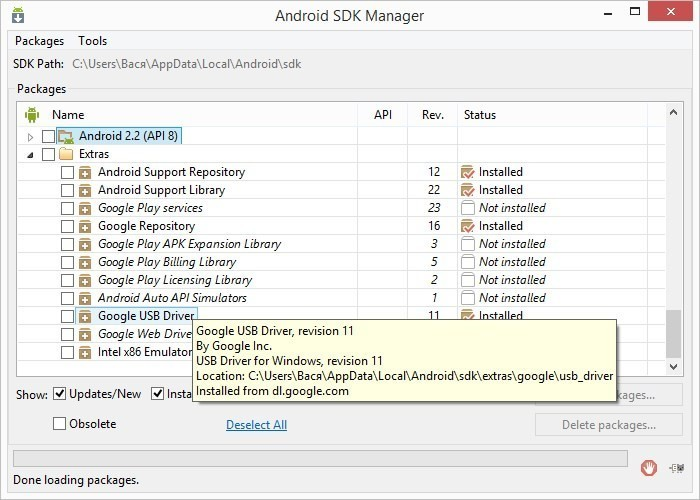 Android SDK Manager
Packages Tools
SDK Path: C:\Users\Вася\AppData\Local\Android\sdk
Packages
Name API Rev. Status
Android 2.2 (API 8)
Extras
Android Support Repository 12 Installed
Android Support Library 22 Installed
Google Play services 23 Not installed
Google Repository 16 Installed
Google Play APK Expansion Library 3 Not installed
Google Play Billing Library 5 Not installed
Google Play Licensing Library 2 Not installed
Android Auto API Simulators 1 Not installed
Google USB Driver 11 Installed
Google Web
Intel x86 Emulator
Google USB Driver, revision 11
By Google Inc.
USB Driver for Windows, revision 11
Location: C:\Users\Вася\AppData\Local\Android\sdk\extras\google\usb_driver
Installed from dl.google.com
Show: Updates/New
Obsolete Deselect All Delete packages...
Done loading packages.